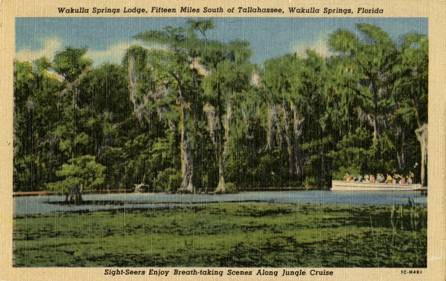 Wakulla Springs Lodge, Fifteen Miles South of Tallahassee, Wakulla Springs, Florida
Sight-Seers Enjoy Breath-taking Scenes Along Jungle Cruise
1C-H481